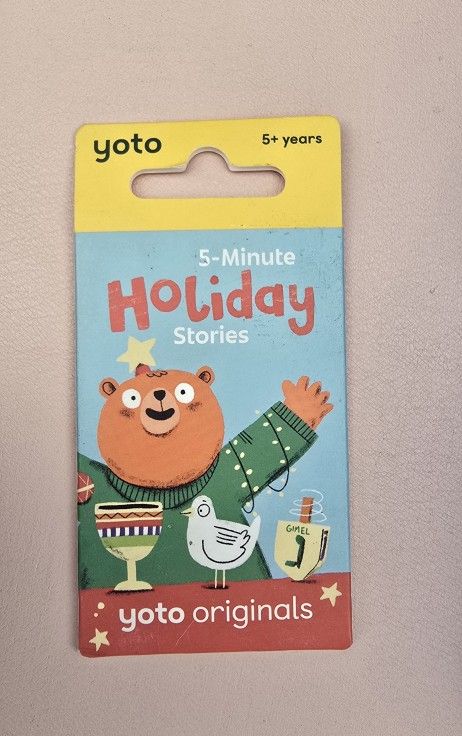 yoto
5+ years
5-Minute
Holiday
Stories
GIMEL
ג
yoto originals